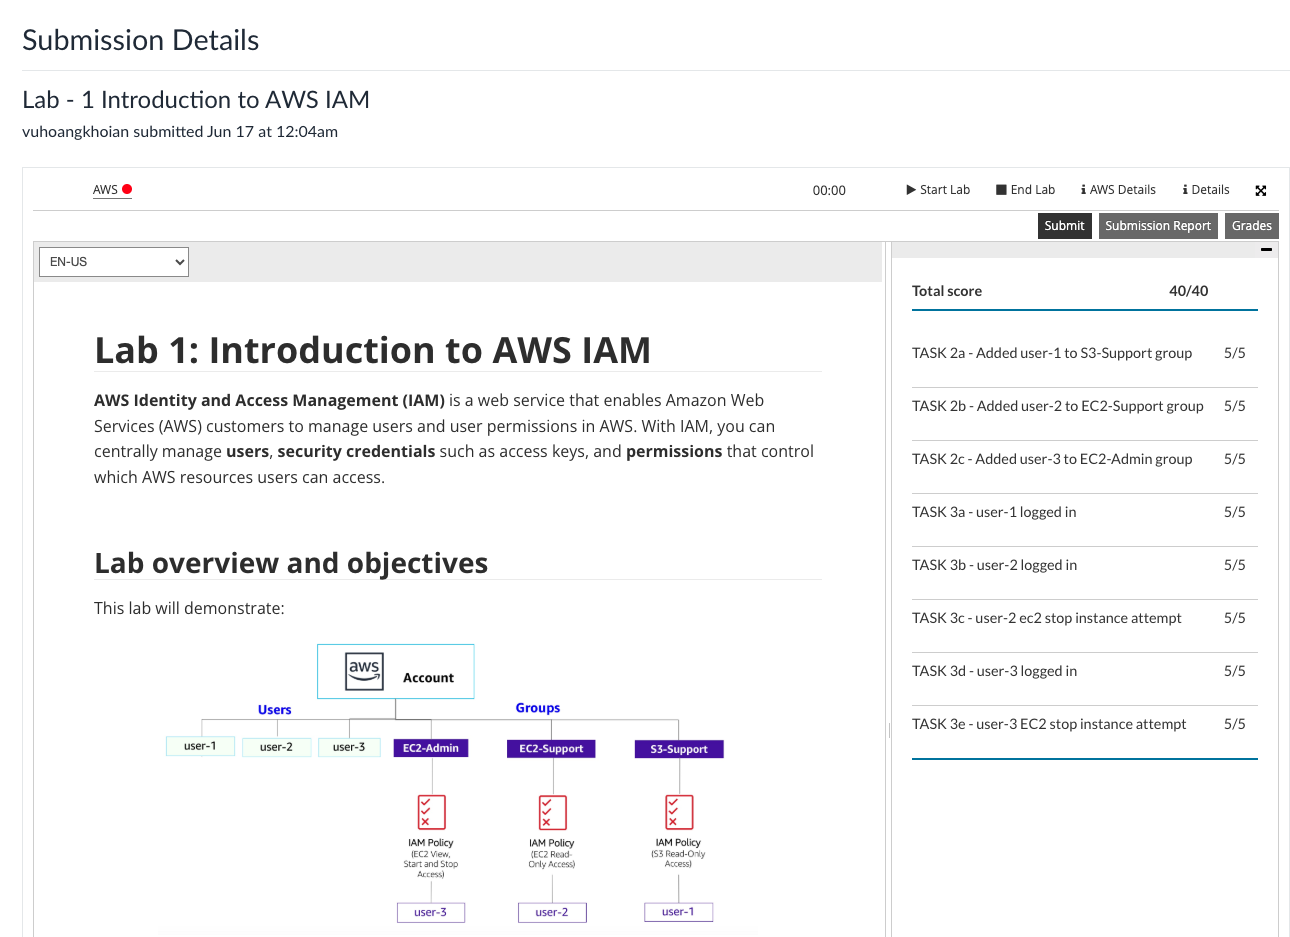 Submission Details
Lab - 1 Introduction to AWS IAM
vuhoangkhoian submitted Jun 17 at 12:04am
AWS
00:00
Start Lab
End Lab
AWS Details
Details
Submit
Submission Report
Grades
EN-US
Lab 1: Introduction to AWS IAM
AWS Identity and Access Management (IAM) is a web service that enables Amazon Web
Services (AWS) customers to manage users and user permissions in AWS. With IAM, you can
centrally manage users, security credentials such as access keys, and permissions that control
which AWS resources users can access.
Lab overview and objectives
This lab will demonstrate:
aws
Account
Users
Groups
user-1
user-2
user-3
EC2-Admin
EC2-Support
S3-Support
IAM Policy
(EC2 View,
Start and Stop
Access)
IAM Policy
(EC2 Read-
Only Access)
IAM Policy
(S3 Read-Only
Access)
user-3
user-2
user-1
Total score 40/40
TASK 2a - Added user-1 to S3-Support group 5/5
TASK 2b - Added user-2 to EC2-Support group 5/5
TASK 2c - Added user-3 to EC2-Admin group 5/5
TASK 3a - user-1 logged in 5/5
TASK 3b - user-2 logged in 5/5
TASK 3c - user-2 ec2 stop instance attempt 5/5
TASK 3d - user-3 logged in 5/5
TASK 3e - user-3 EC2 stop instance attempt 5/5